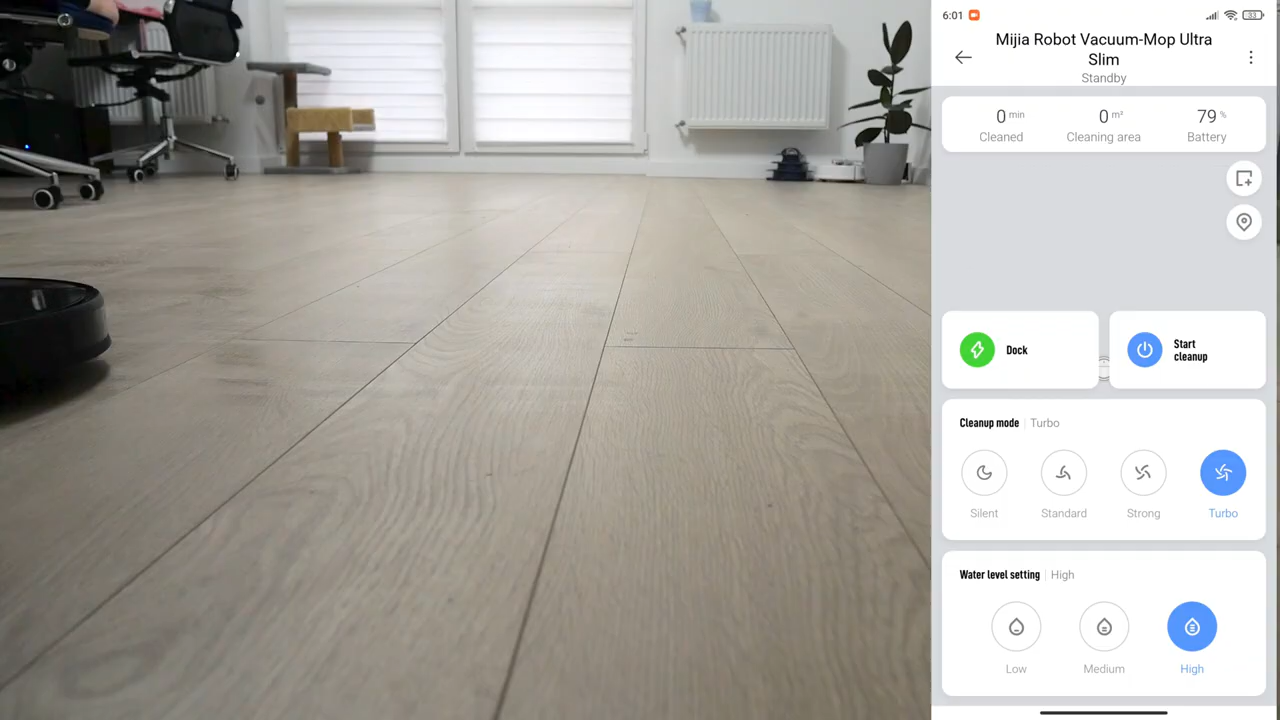 6:01
33
Mijia Robot Vacuum-Mop Ultra
Slim
Standby
0 min
Cleaned
0 m²
Cleaning area
79 %
Battery
Dock
Start
cleanup
Cleanup mode | Turbo
Silent
Standard
Strong
Turbo
Water level setting | High
Low
Medium
High